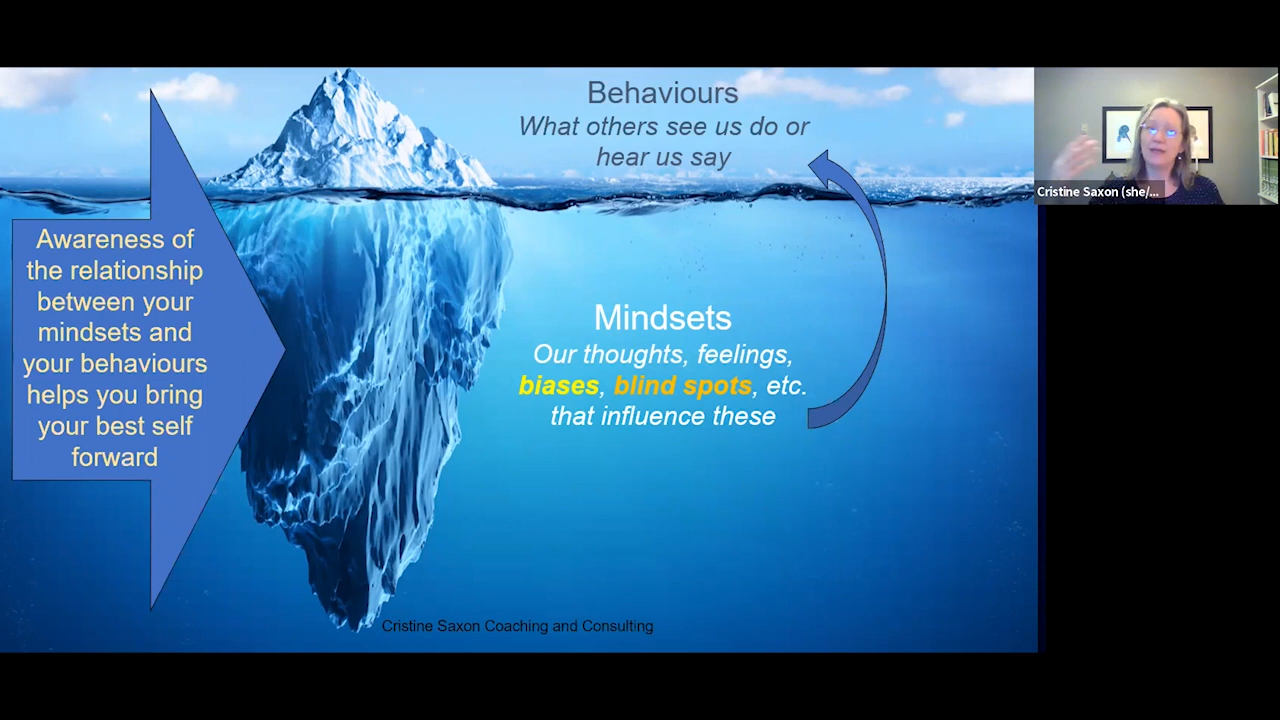 Behaviours
What others see us do or
hear us say
Cristine Saxon (she/...
Awareness of
the relationship
between your
mindsets and
your behaviours
helps you bring
your best self
forward
Mindsets
Our thoughts, feelings,
biases, blind spots, etc.
that influence these
Cristine Saxon Coaching and Consulting